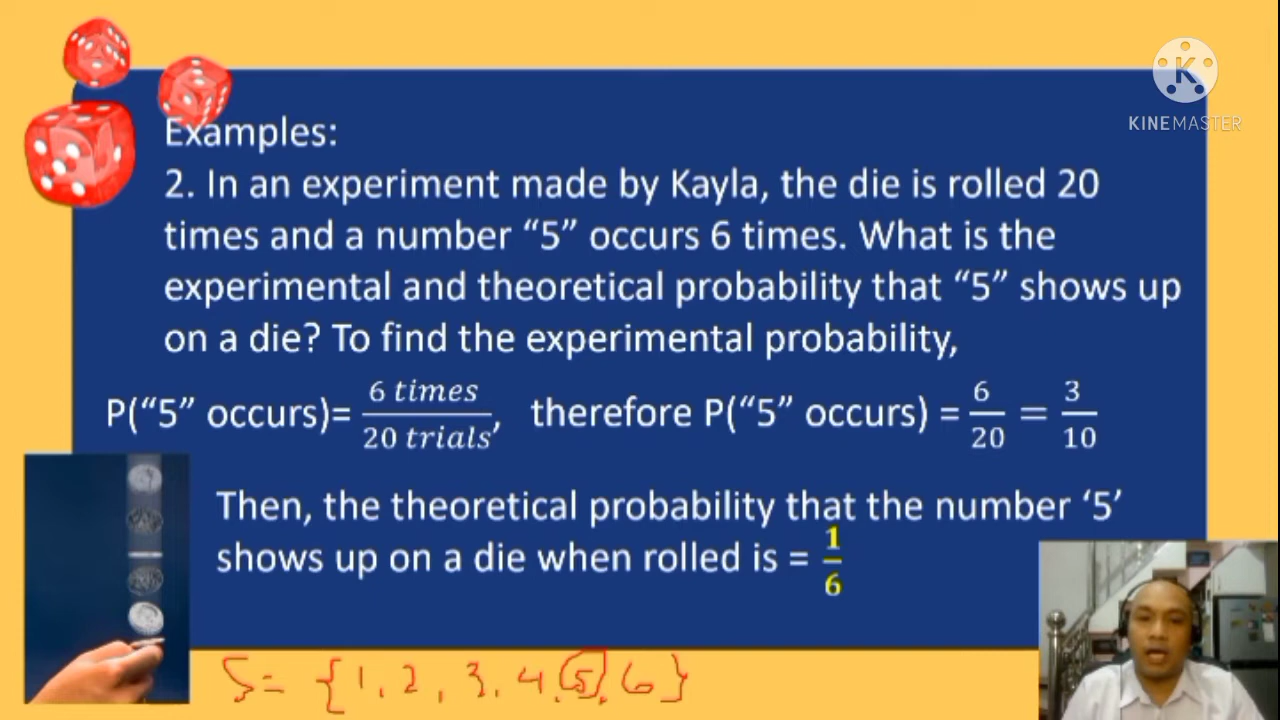 KINEMASTER
Examples:
2. In an experiment made by Kayla, the die is rolled 20
times and a number “5” occurs 6 times. What is the
experimental and theoretical probability that “5” shows up
on a die? To find the experimental probability,
P(“5” occurs)= 6 times / 20 trials, therefore P(“5” occurs) = 6/20 = 3/10
Then, the theoretical probability that the number ‘5’
shows up on a die when rolled is = 1/6
S = {1, 2, 3, 4, 5, 6}